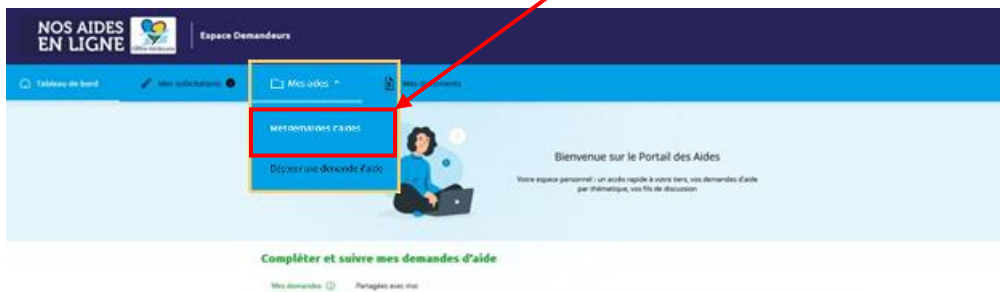 NOS AIDES
EN LIGNE
Espace Demandeurs
Tableau de bord
Mes sollicitations
Mes aides
Mes documents
Mes demandes d'aides
Déposer une demande d'aide
Bienvenue sur le Portail des Aides
Votre espace personnel : un accès rapide à votre tiers, vos demandes d'aide
par thématique, vos fils de discussion
Compléter et suivre mes demandes d'aide
Mes demandes
Partagées avec moi